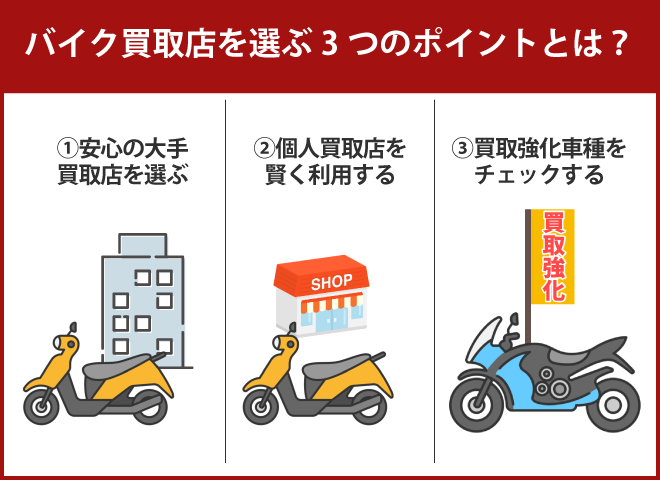 バイク買取店を選ぶ3つのポイントとは？
①安心の大手
買取店を選ぶ
②個人買取店を
賢く利用する
SHOP
③買取強化車種を
チェックする
買取強化